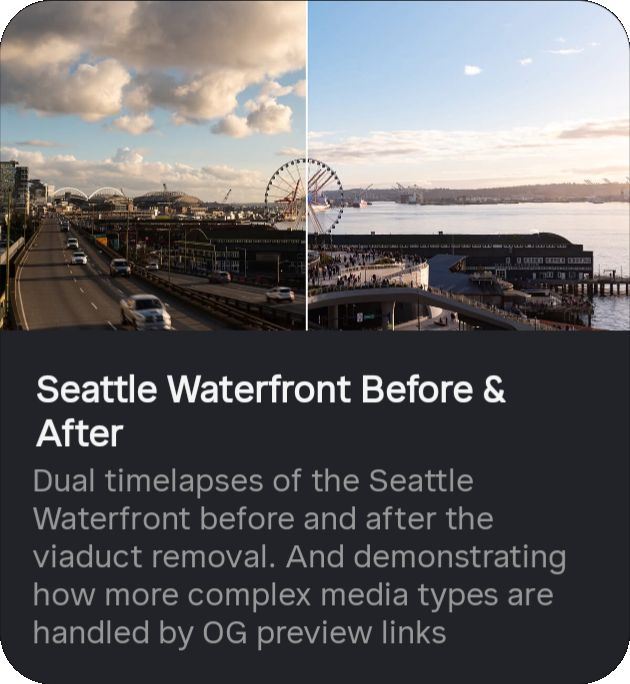 Seattle Waterfront Before &
After
Dual timelapses of the Seattle
Waterfront before and after the
viaduct removal. And demonstrating
how more complex media types are
handled by OG preview links